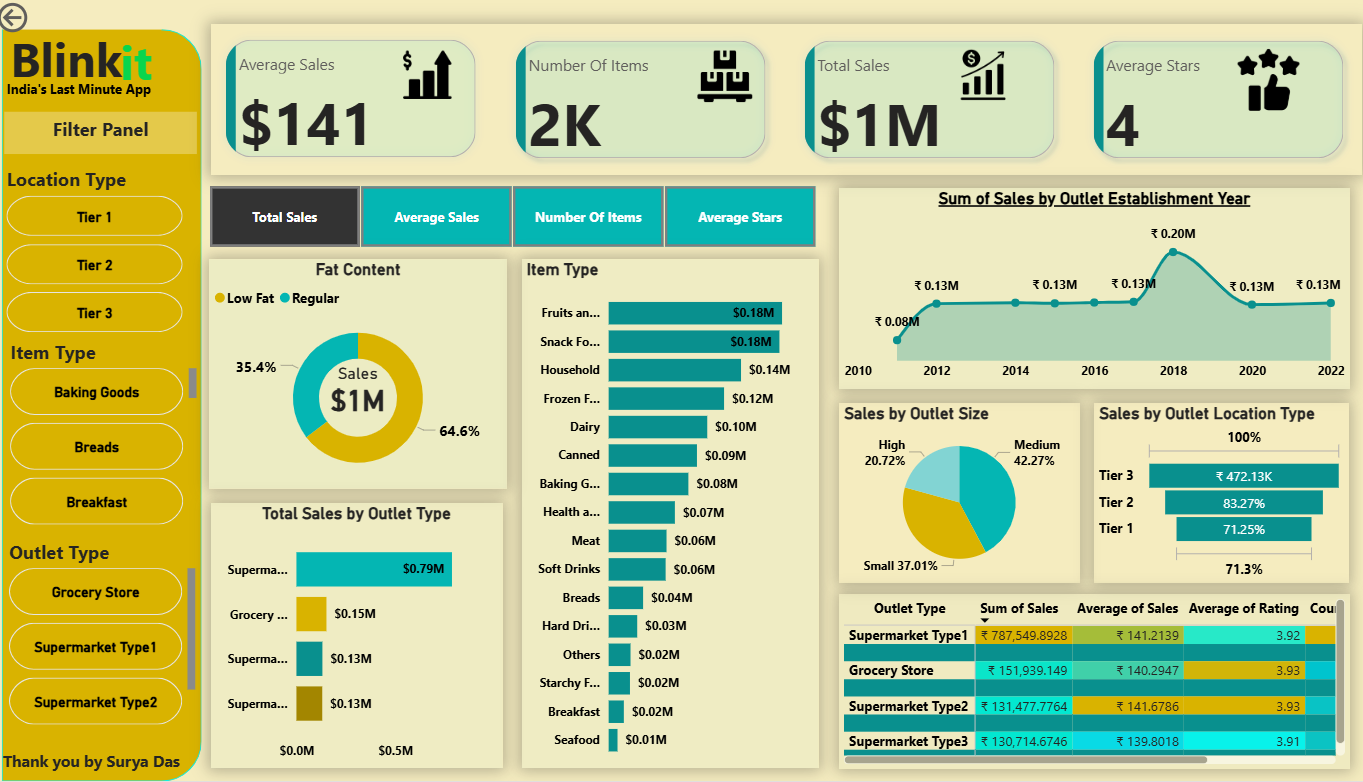 Blinkit
India's Last Minute App
Filter Panel
Location Type
Tier 1
Tier 2
Tier 3
Item Type
Baking Goods
Breads
Breakfast
Outlet Type
Grocery Store
Supermarket Type1
Supermarket Type2
Thank you by Surya Das
Average Sales
$141
Number Of Items
2K
Total Sales
$1M
Average Stars
4
Total Sales
Average Sales
Number Of Items
Average Stars
Fat Content
Low Fat Regular
35.4%
Sales
$1M
64.6%
Total Sales by Outlet Type
Superma... $0.79M
Grocery ... $0.15M
Superma... $0.13M
Superma... $0.13M
$0.0M $0.5M
Item Type
Fruits an... $0.18M
Snack Fo... $0.18M
Household $0.14M
Frozen F... $0.12M
Dairy $0.10M
Canned $0.09M
Baking G... $0.08M
Health a... $0.07M
Meat $0.06M
Soft Drinks $0.06M
Breads $0.04M
Hard Dri... $0.03M
Others $0.02M
Starchy F... $0.02M
Breakfast $0.02M
Seafood $0.01M
Sum of Sales by Outlet Establishment Year
₹ 0.20M
₹ 0.13M ₹ 0.13M ₹ 0.13M ₹ 0.13M ₹ 0.13M
₹ 0.08M
2010 2012 2014 2016 2018 2020 2022
Sales by Outlet Size
High
20.72%
Medium
42.27%
Small 37.01%
Sales by Outlet Location Type
100%
Tier 3 ₹ 472.13K
Tier 2 83.27%
Tier 1 71.25%
71.3%
Outlet Type Sum of Sales Average of Sales Average of Rating Cou
Supermarket Type1 ₹ 787,549.8928 ₹ 141.2139 3.92
Grocery Store ₹ 151,939.149 ₹ 140.2947 3.93
Supermarket Type2 ₹ 131,477.7764 ₹ 141.6786 3.93
Supermarket Type3 ₹ 130,714.6746 ₹ 139.8018 3.91